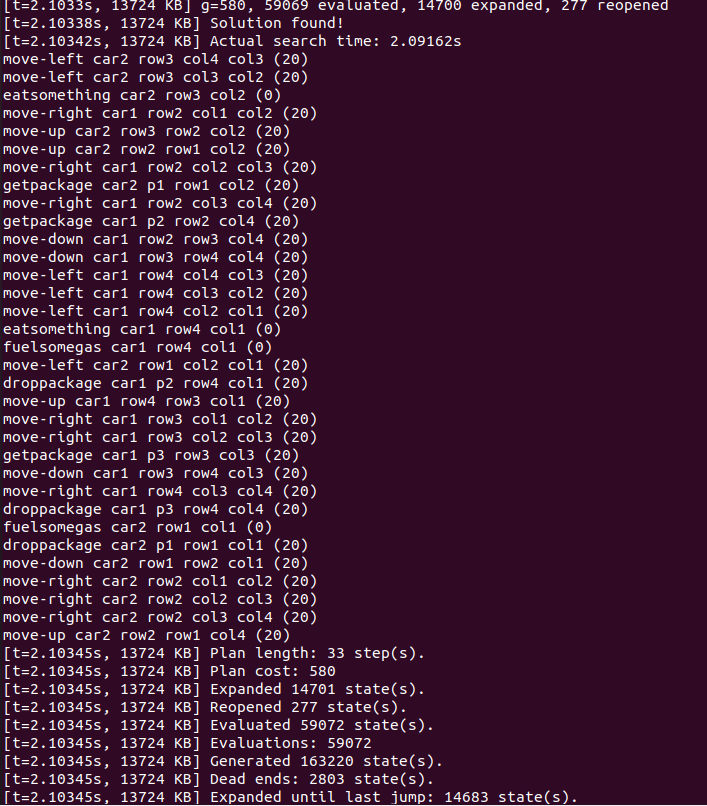 [t=2.1033s, 13724 KB] g=580, 59069 evaluated, 14700 expanded, 277 reopened
[t=2.10338s, 13724 KB] Solution found!
[t=2.10342s, 13724 KB] Actual search time: 2.09162s
move-left car2 row3 col4 col3 (20)
move-left car2 row3 col3 col2 (20)
eatsomething car2 row3 col2 (0)
move-right car1 row2 col1 col2 (20)
move-up car2 row3 row2 col2 (20)
move-up car2 row2 row1 col2 (20)
move-right car1 row2 col2 col3 (20)
getpackage car2 p1 row1 col2 (20)
move-right car1 row2 col3 col4 (20)
getpackage car1 p2 row2 col4 (20)
move-down car1 row2 row3 col4 (20)
move-down car1 row3 row4 col4 (20)
move-left car1 row4 col4 col3 (20)
move-left car1 row4 col3 col2 (20)
move-left car1 row4 col2 col1 (20)
eatsomething car1 row4 col1 (0)
fuelsomegas car1 row4 col1 (0)
move-left car2 row1 col2 col1 (20)
droppackage car1 p2 row4 col1 (20)
move-up car1 row4 row3 col1 (20)
move-right car1 row3 col1 col2 (20)
move-right car1 row3 col2 col3 (20)
getpackage car1 p3 row3 col3 (20)
move-down car1 row3 row4 col3 (20)
move-right car1 row4 col3 col4 (20)
droppackage car1 p3 row4 col4 (20)
fuelsomegas car2 row1 col1 (0)
droppackage car2 p1 row1 col1 (20)
move-down car2 row1 row2 col1 (20)
move-right car2 row2 col1 col2 (20)
move-right car2 row2 col2 col3 (20)
move-right car2 row2 col3 col4 (20)
move-up car2 row2 row1 col4 (20)
[t=2.10345s, 13724 KB] Plan length: 33 step(s).
[t=2.10345s, 13724 KB] Plan cost: 580
[t=2.10345s, 13724 KB] Expanded 14701 state(s).
[t=2.10345s, 13724 KB] Reopened 277 state(s).
[t=2.10345s, 13724 KB] Evaluated 59072 state(s).
[t=2.10345s, 13724 KB] Evaluations: 59072
[t=2.10345s, 13724 KB] Generated 163220 state(s).
[t=2.10345s, 13724 KB] Dead ends: 2803 state(s).
[t=2.10345s, 13724 KB] Expanded until last jump: 14683 state(s).